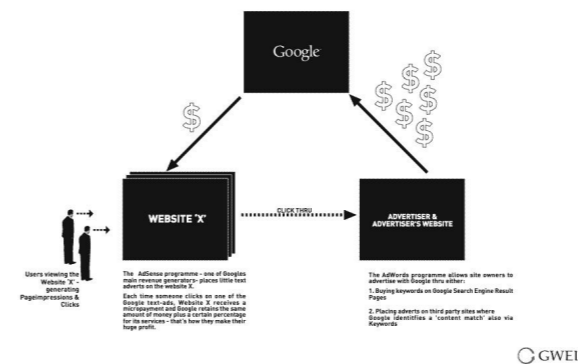 Google
WEBSITE 'X'
CLICK THRU
ADVERTISER &
ADVERTISER'S WEBSITE
Users viewing the
Website 'X' -
generating
Pageimpressions &
Clicks
The AdSense programme - one of Googles
main revenue generators- places little text
adverts on the website X.
Each time someone clicks on one of the
Google text-ads, Website X receives a
micropayment and Google retains the same
amount of money plus a certain percentage
for its services - that's how they make their
huge profit.
The AdWords programme allows site owners to
advertise with Google thru either:
1. Buying keywords on Google Search Engine Result
Pages
2. Placing adverts on third party sites where
Google identifies a 'content match' also via
Keywords
GWEI